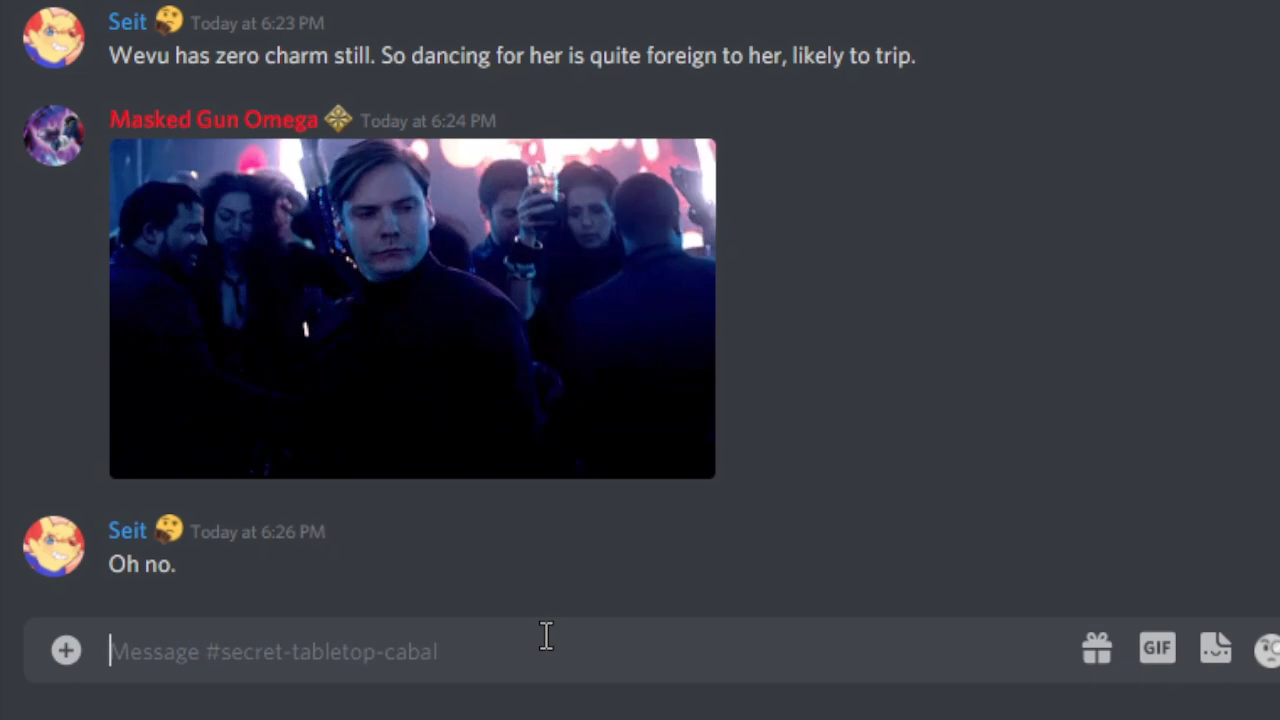 Seit Today at 6:23 PM
Wevu has zero charm still. So dancing for her is quite foreign to her, likely to trip.
Masked Gun Omega Today at 6:24 PM
Seit Today at 6:26 PM
Oh no.
Message #secret-tabletop-cabal
GIF